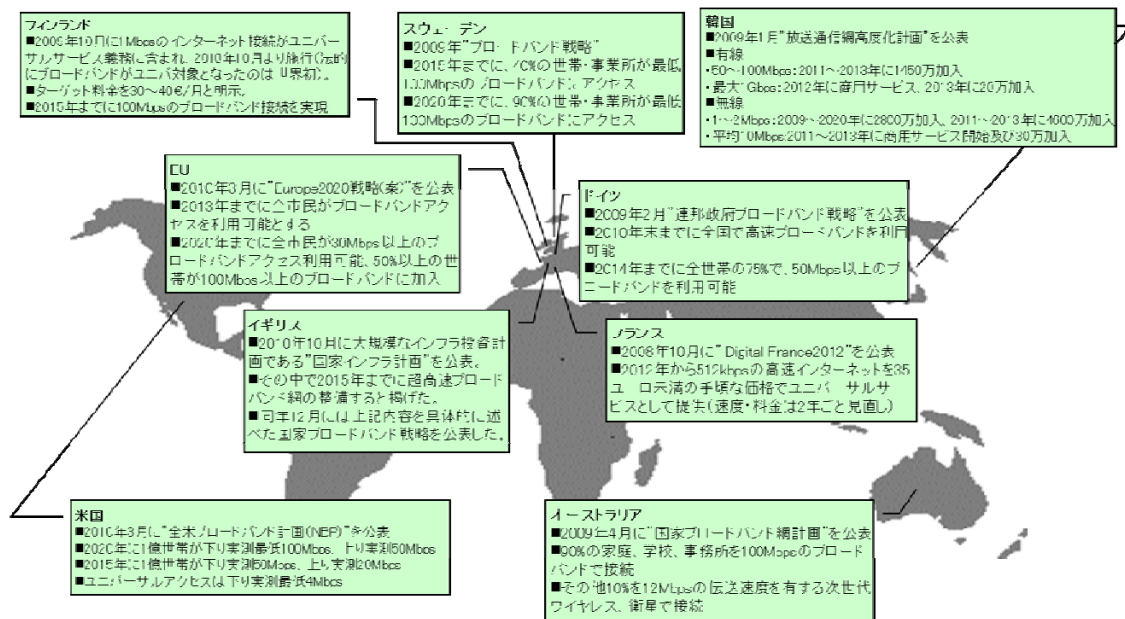 フィンランド
■2009年10月に1Mbpsのインターネット接続がユニバー
サルサービス義務に含まれ、2010年10月より施行(法的
にブロードバンドがユニバ対象となったのは世界初)。
■ターゲット料金を30～40€/月と明示。
■2015年までに100Mbpsのブロードバンド接続を実現
スウェーデン
■2009年"ブロードバンド戦略"
■2015年までに、40%の世帯・事業所が最低
100Mbpsのブロードバンドにアクセス
■2020年までに、90%の世帯・事業所が最低
100Mbpsのブロードバンドにアクセス
韓国
■2009年1月"放送通信網高度化計画"を公表
■有線
・50～100Mbps:2011～2013年に1450万加入
・最大1Gbps:2012年に商用サービス、2013年に20万加入
■無線
・1～2Mbps:2009～2020年に2800万加入、2011～2013年に4000万加入
・平均10Mbps:2011～2013年に商用サービス開始及び30万加入
EU
■2010年3月に"Europe2020戦略(案)"を公表
■2013年までに全市民がブロードバンドアク
セスを利用可能とする
■2020年までに全市民が30Mbps以上のブ
ロードバンドアクセス利用可能、50%以上の世
帯が100Mbps以上のブロードバンドに加入
ドイツ
■2009年2月"連邦政府ブロードバンド戦略"を公表
■2010年末までに全国で高速ブロードバンドを利用
可能
■2014年までに全世帯の75%で、50Mbps以上のブ
ロードバンドを利用可能
イギリス
■2010年10月に大規模なインフラ投資計
画である"国家インフラ計画"を公表。
■その中で2015年までに超高速ブロード
バンド網の整備すると掲げた。
■同年12月には上記内容を具体的に述
べた国家ブロードバンド戦略を公表した。
フランス
■2008年10月に" Digital France2012"を公表
■2012年から512kbpsの高速インターネットを35
ユーロ未満の手頃な価格でユニバーサルサ
ービスとして提供(速度・料金は2年ごと見直し)
米国
■2010年3月に"全米ブロードバンド計画(NBP)"を公表
■2020年に1億世帯が下り実測最低100Mbps、上り実測50Mbps
■2015年に1億世帯が下り実測50Mbps、上り実測20Mbps
■ユニバーサルアクセスは下り実測最低4Mbps
オーストラリア
■2009年4月に"国家ブロードバンド網計画"を公表
■90%の家庭、学校、事務所を100Mbpsのブロード
バンドで接続
■その他10%を12Mbpsの伝送速度を有する次世代
ワイヤレス、衛星で接続